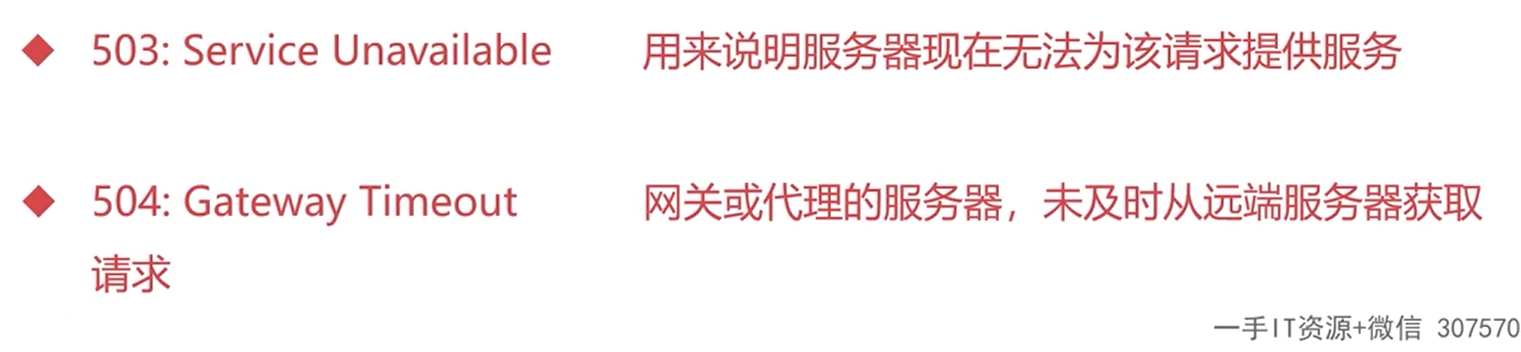 ◆ 503: Service Unavailable 用来说明服务器现在无法为该请求提供服务
◆ 504: Gateway Timeout 网关或代理的服务器，未及时从远端服务器获取
请求
一手IT资源+微信 307570